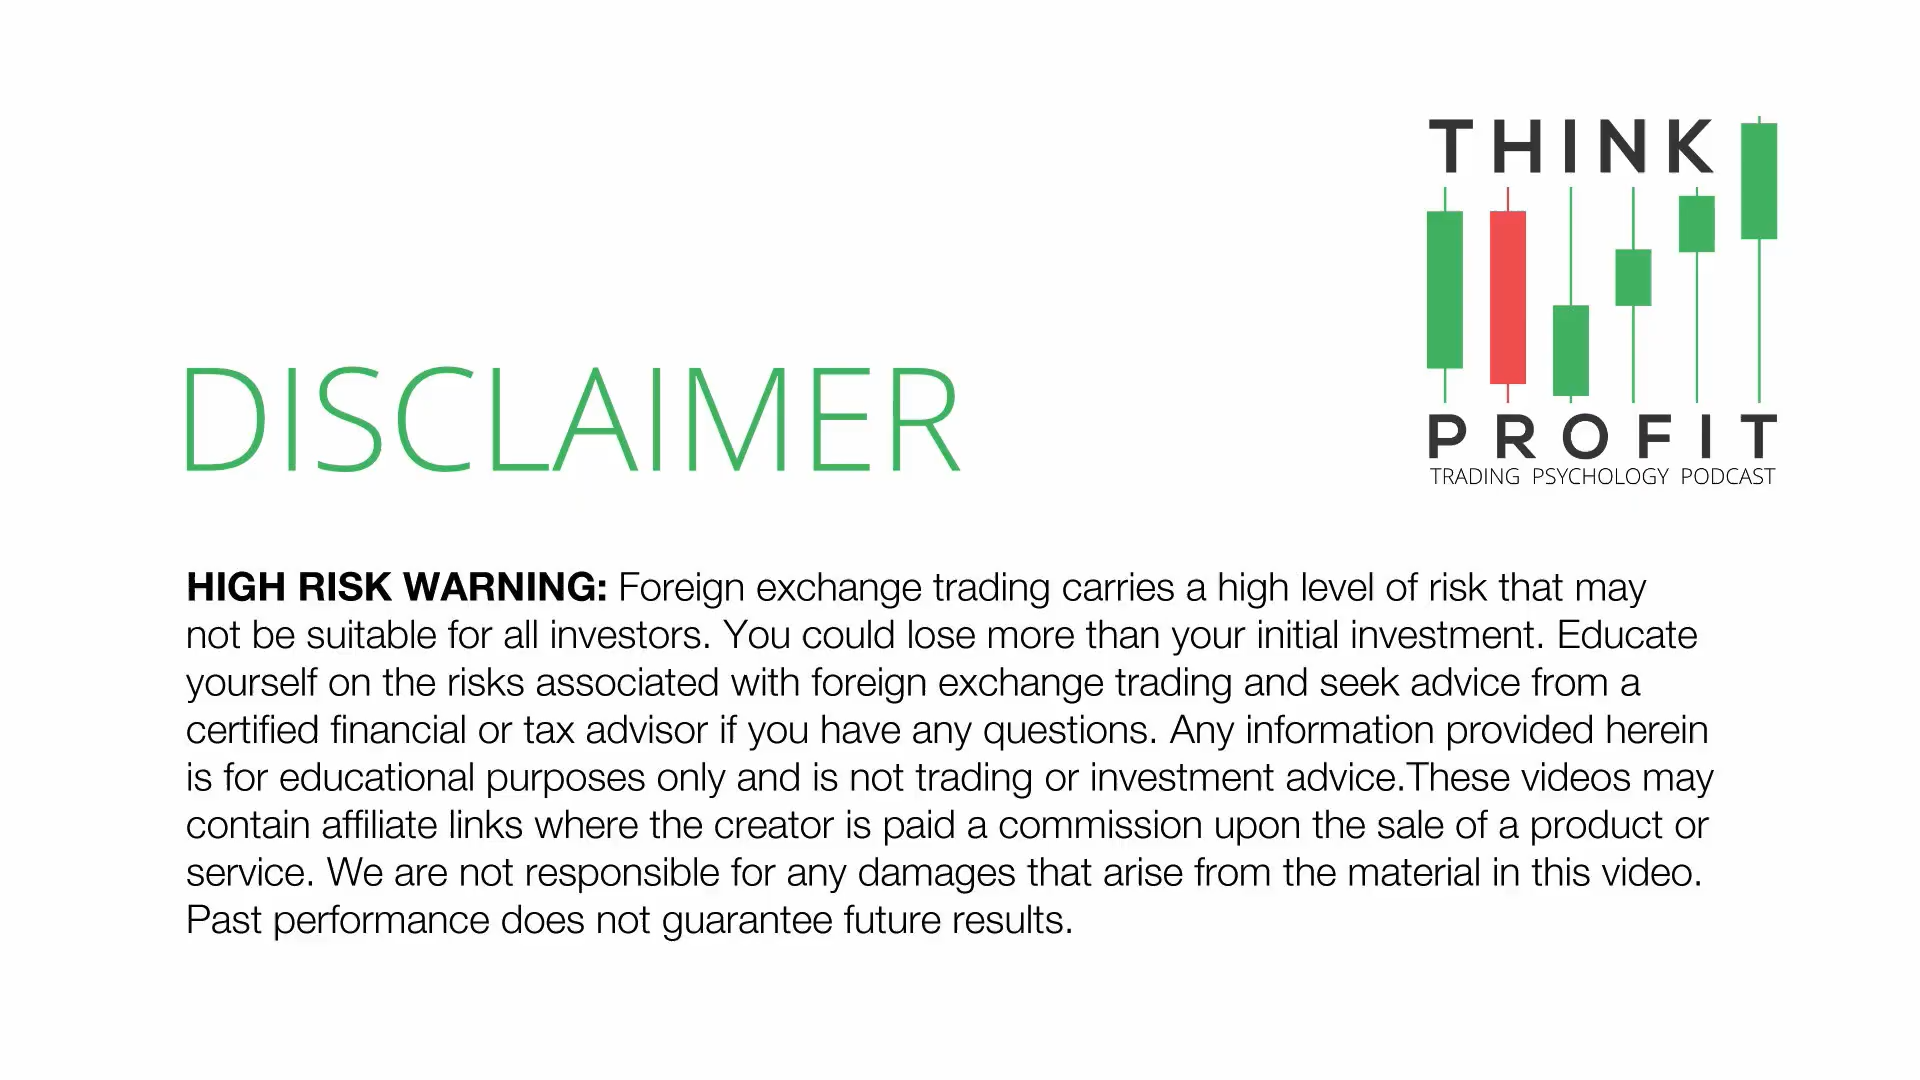 THINK
PROFIT
TRADING PSYCHOLOGY PODCAST
DISCLAIMER
HIGH RISK WARNING: Foreign exchange trading carries a high level of risk that may
not be suitable for all investors. You could lose more than your initial investment. Educate
yourself on the risks associated with foreign exchange trading and seek advice from a
certified financial or tax advisor if you have any questions. Any information provided herein
is for educational purposes only and is not trading or investment advice.These videos may
contain affiliate links where the creator is paid a commission upon the sale of a product or
service. We are not responsible for any damages that arise from the material in this video.
Past performance does not guarantee future results.